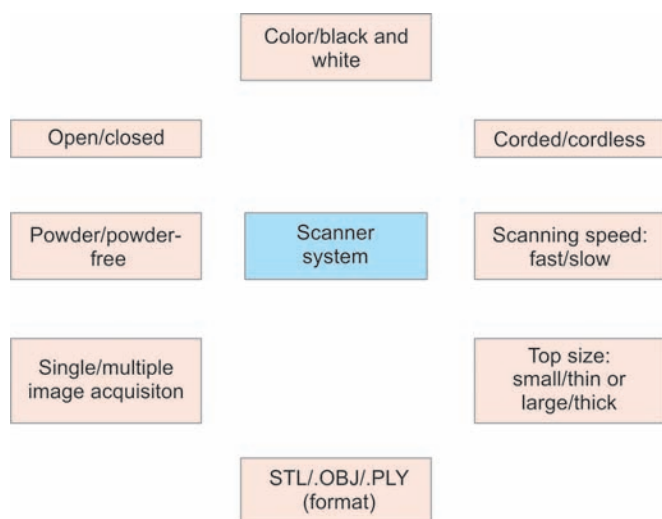 Color/black and
white
Open/closed
Corded/cordless
Powder/powder-
free
Scanner
system
Scanning speed:
fast/slow
Single/multiple
image acquisiton
Top size:
small/thin or
large/thick
STL/.OBJ/.PLY
(format)